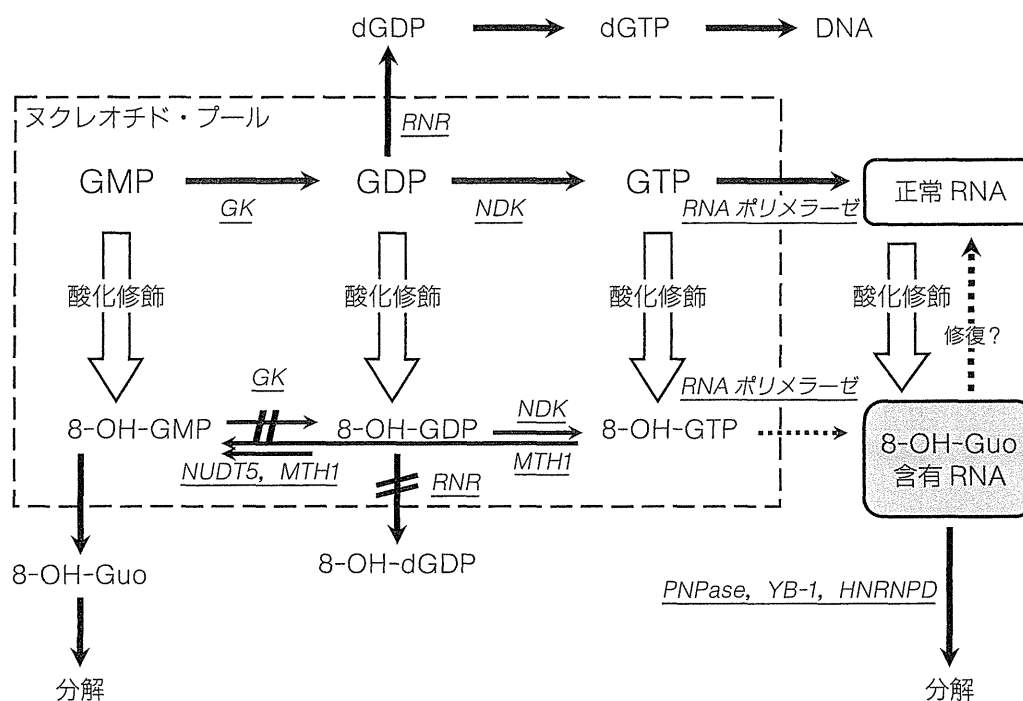 dGDP dGTP DNA
ヌクレオチド・プール
RNR
GMP GDP GTP 正常 RNA
GK NDK RNA ポリメラーゼ
酸化修飾 酸化修飾 酸化修飾 酸化修飾
修復?
GK RNA ポリメラーゼ
NDK
8-OH-GMP 8-OH-GDP 8-OH-GTP 8-OH-Guo
含有 RNA
NUDT5, MTH1 MTH1
RNR
8-OH-Guo 8-OH-dGDP
PNPase, YB-1, HNRNPD
分解 分解